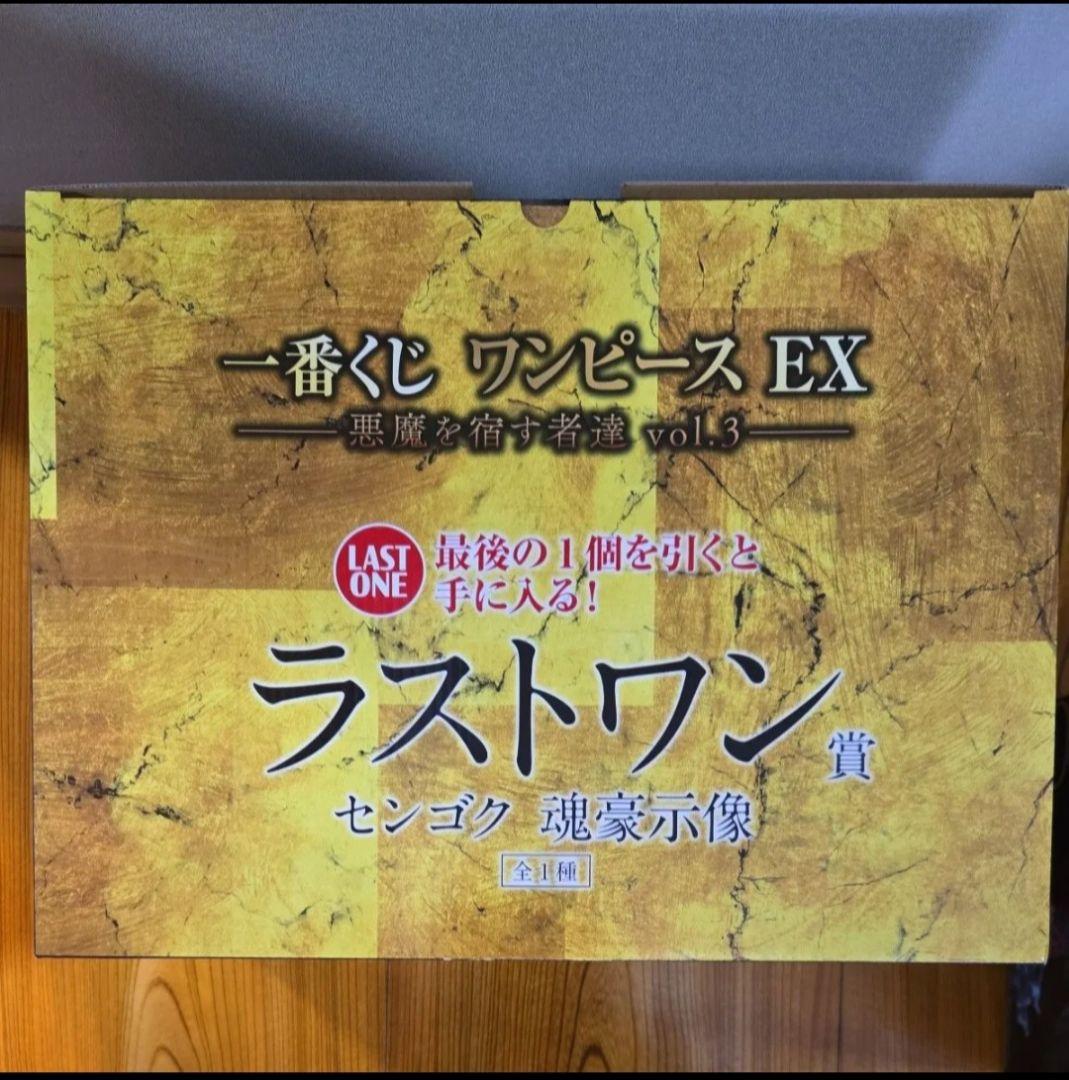 一番くじ ワンピース EX
悪魔を宿す者達 vol.3
LAST
ONE
最後の1個を引くと
手に入る!
ラストワン賞
センゴク 魂豪示像
全1種